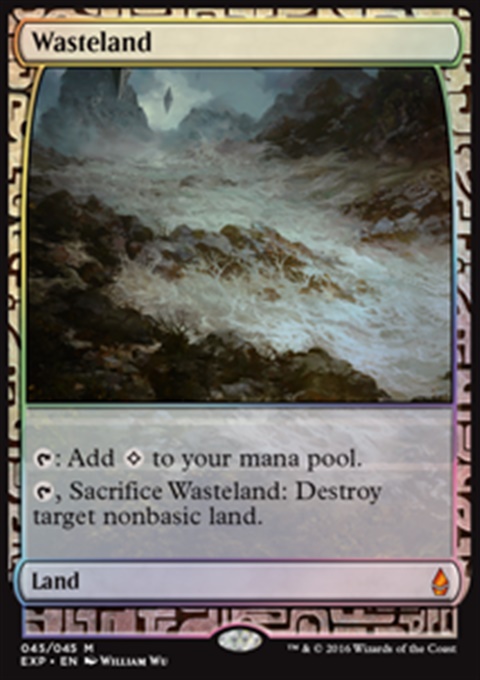 Wasteland
: Add to your mana pool.
, Sacrifice Wasteland: Destroy
target nonbasic land.
Land
045/045 M
EXP • EN William Wu
™ & © 2016 Wizards of the Coast